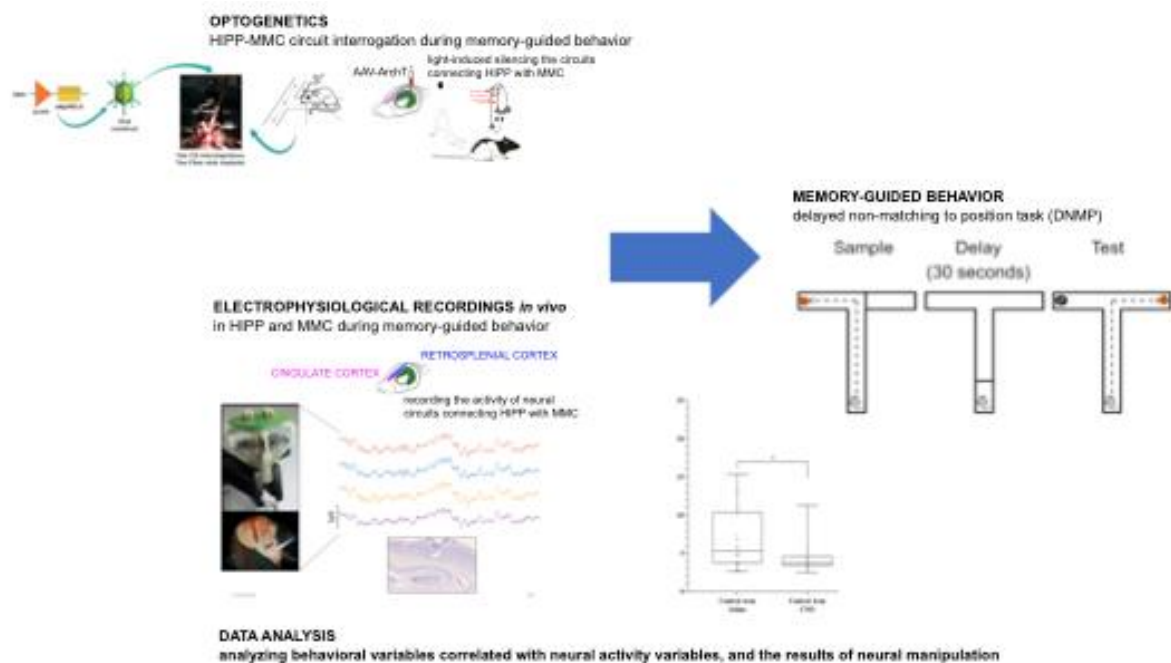 OPTOGENETICS
HIPP-MMC circuit interrogation during memory-guided behavior
AAV-ArchT
light-induced silencing the circuits
connecting HIPP with MMC
MEMORY-GUIDED BEHAVIOR
delayed non-matching to position task (DNMP)
Sample Delay Test
(30 seconds)
ELECTROPHYSIOLOGICAL RECORDINGS in vivo
in HIPP and MMC during memory-guided behavior
RETROSPLENIAL CORTEX
CINGULATE CORTEX
recording the activity of neural
circuits connecting HIPP with MMC
DATA ANALYSIS
analyzing behavioral variables correlated with neural activity variables, and the results of neural manipulation